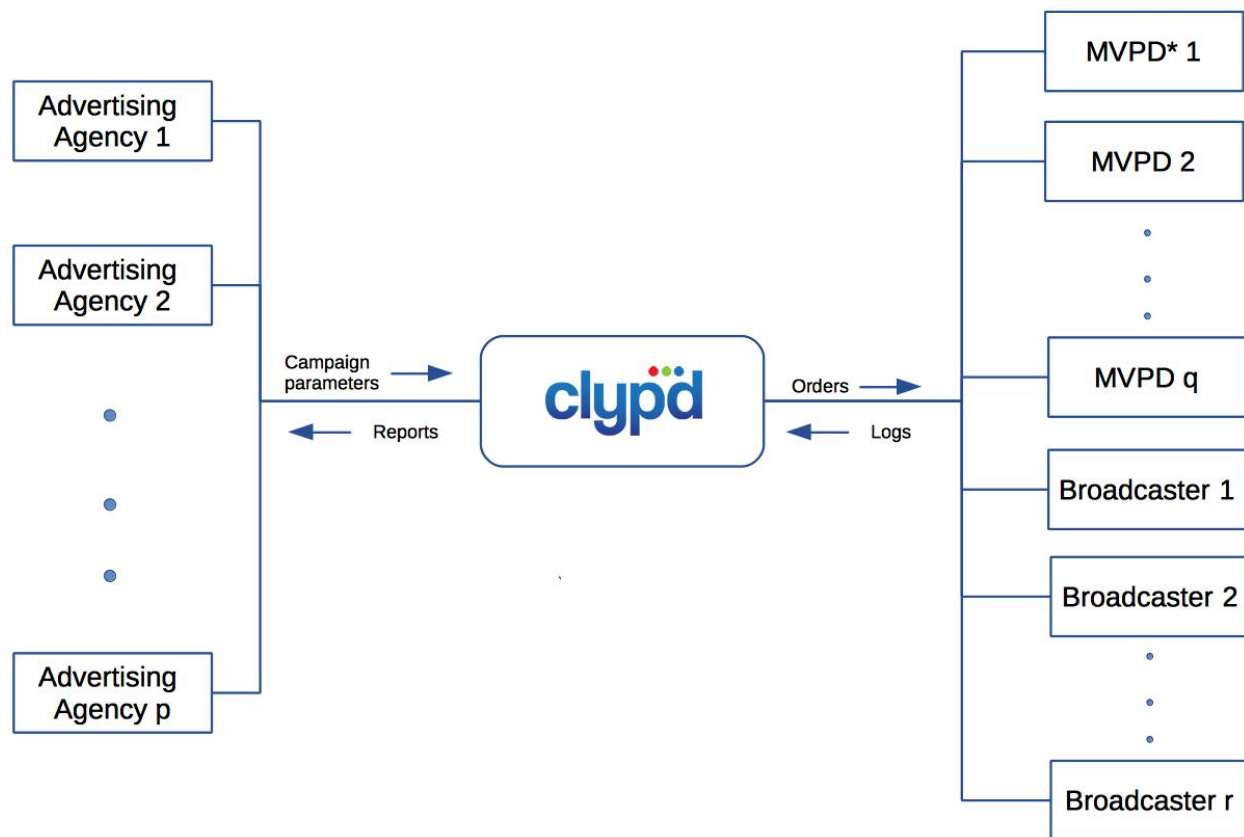 Advertising
Agency 1
Advertising
Agency 2
Advertising
Agency p
Campaign
parameters
Reports
clypd
Orders
Logs
MVPD* 1
MVPD 2
MVPD q
Broadcaster 1
Broadcaster 2
Broadcaster r